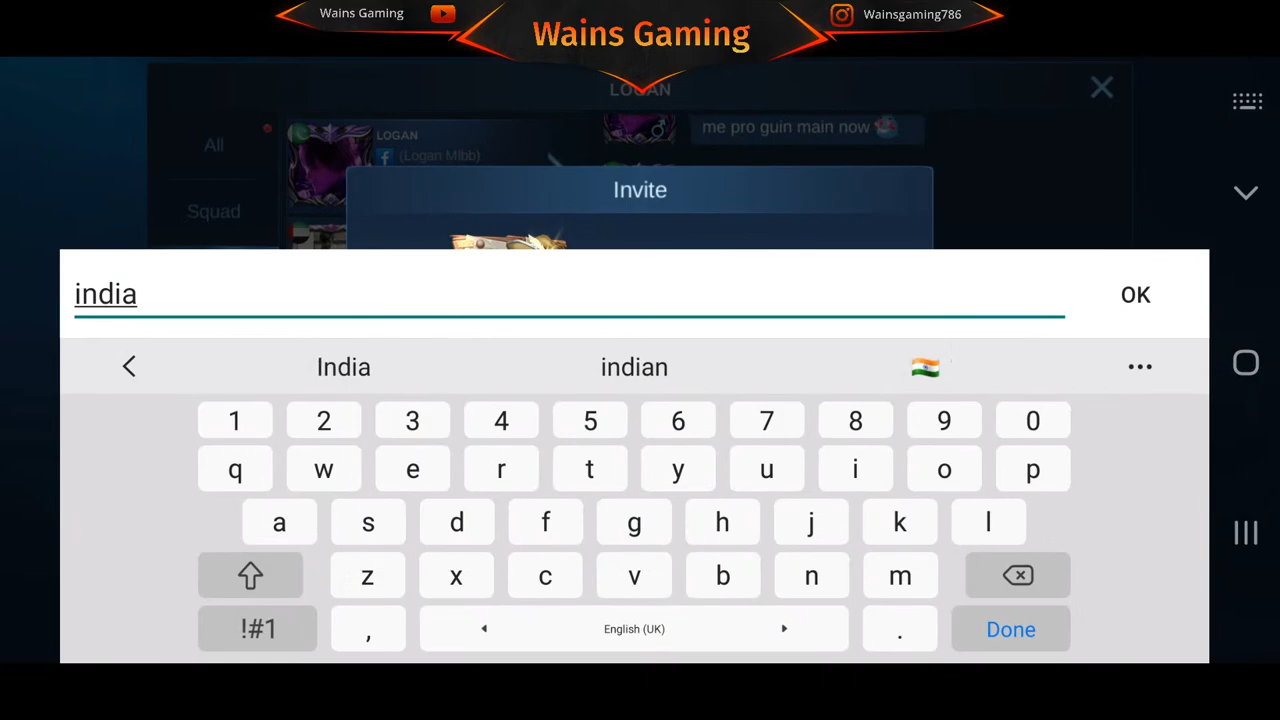 Wains Gaming
Wains Gaming
Wainsgaming786
LOGAN
All
LOGAN
(Logan Mlbb)
me pro guin main now
Squad
Invite
india
OK
India
indian
1 2 3 4 5 6 7 8 9 0
q w e r t y u i o p
a s d f g h j k l
z x c v b n m
!#1 , English (UK) . Done